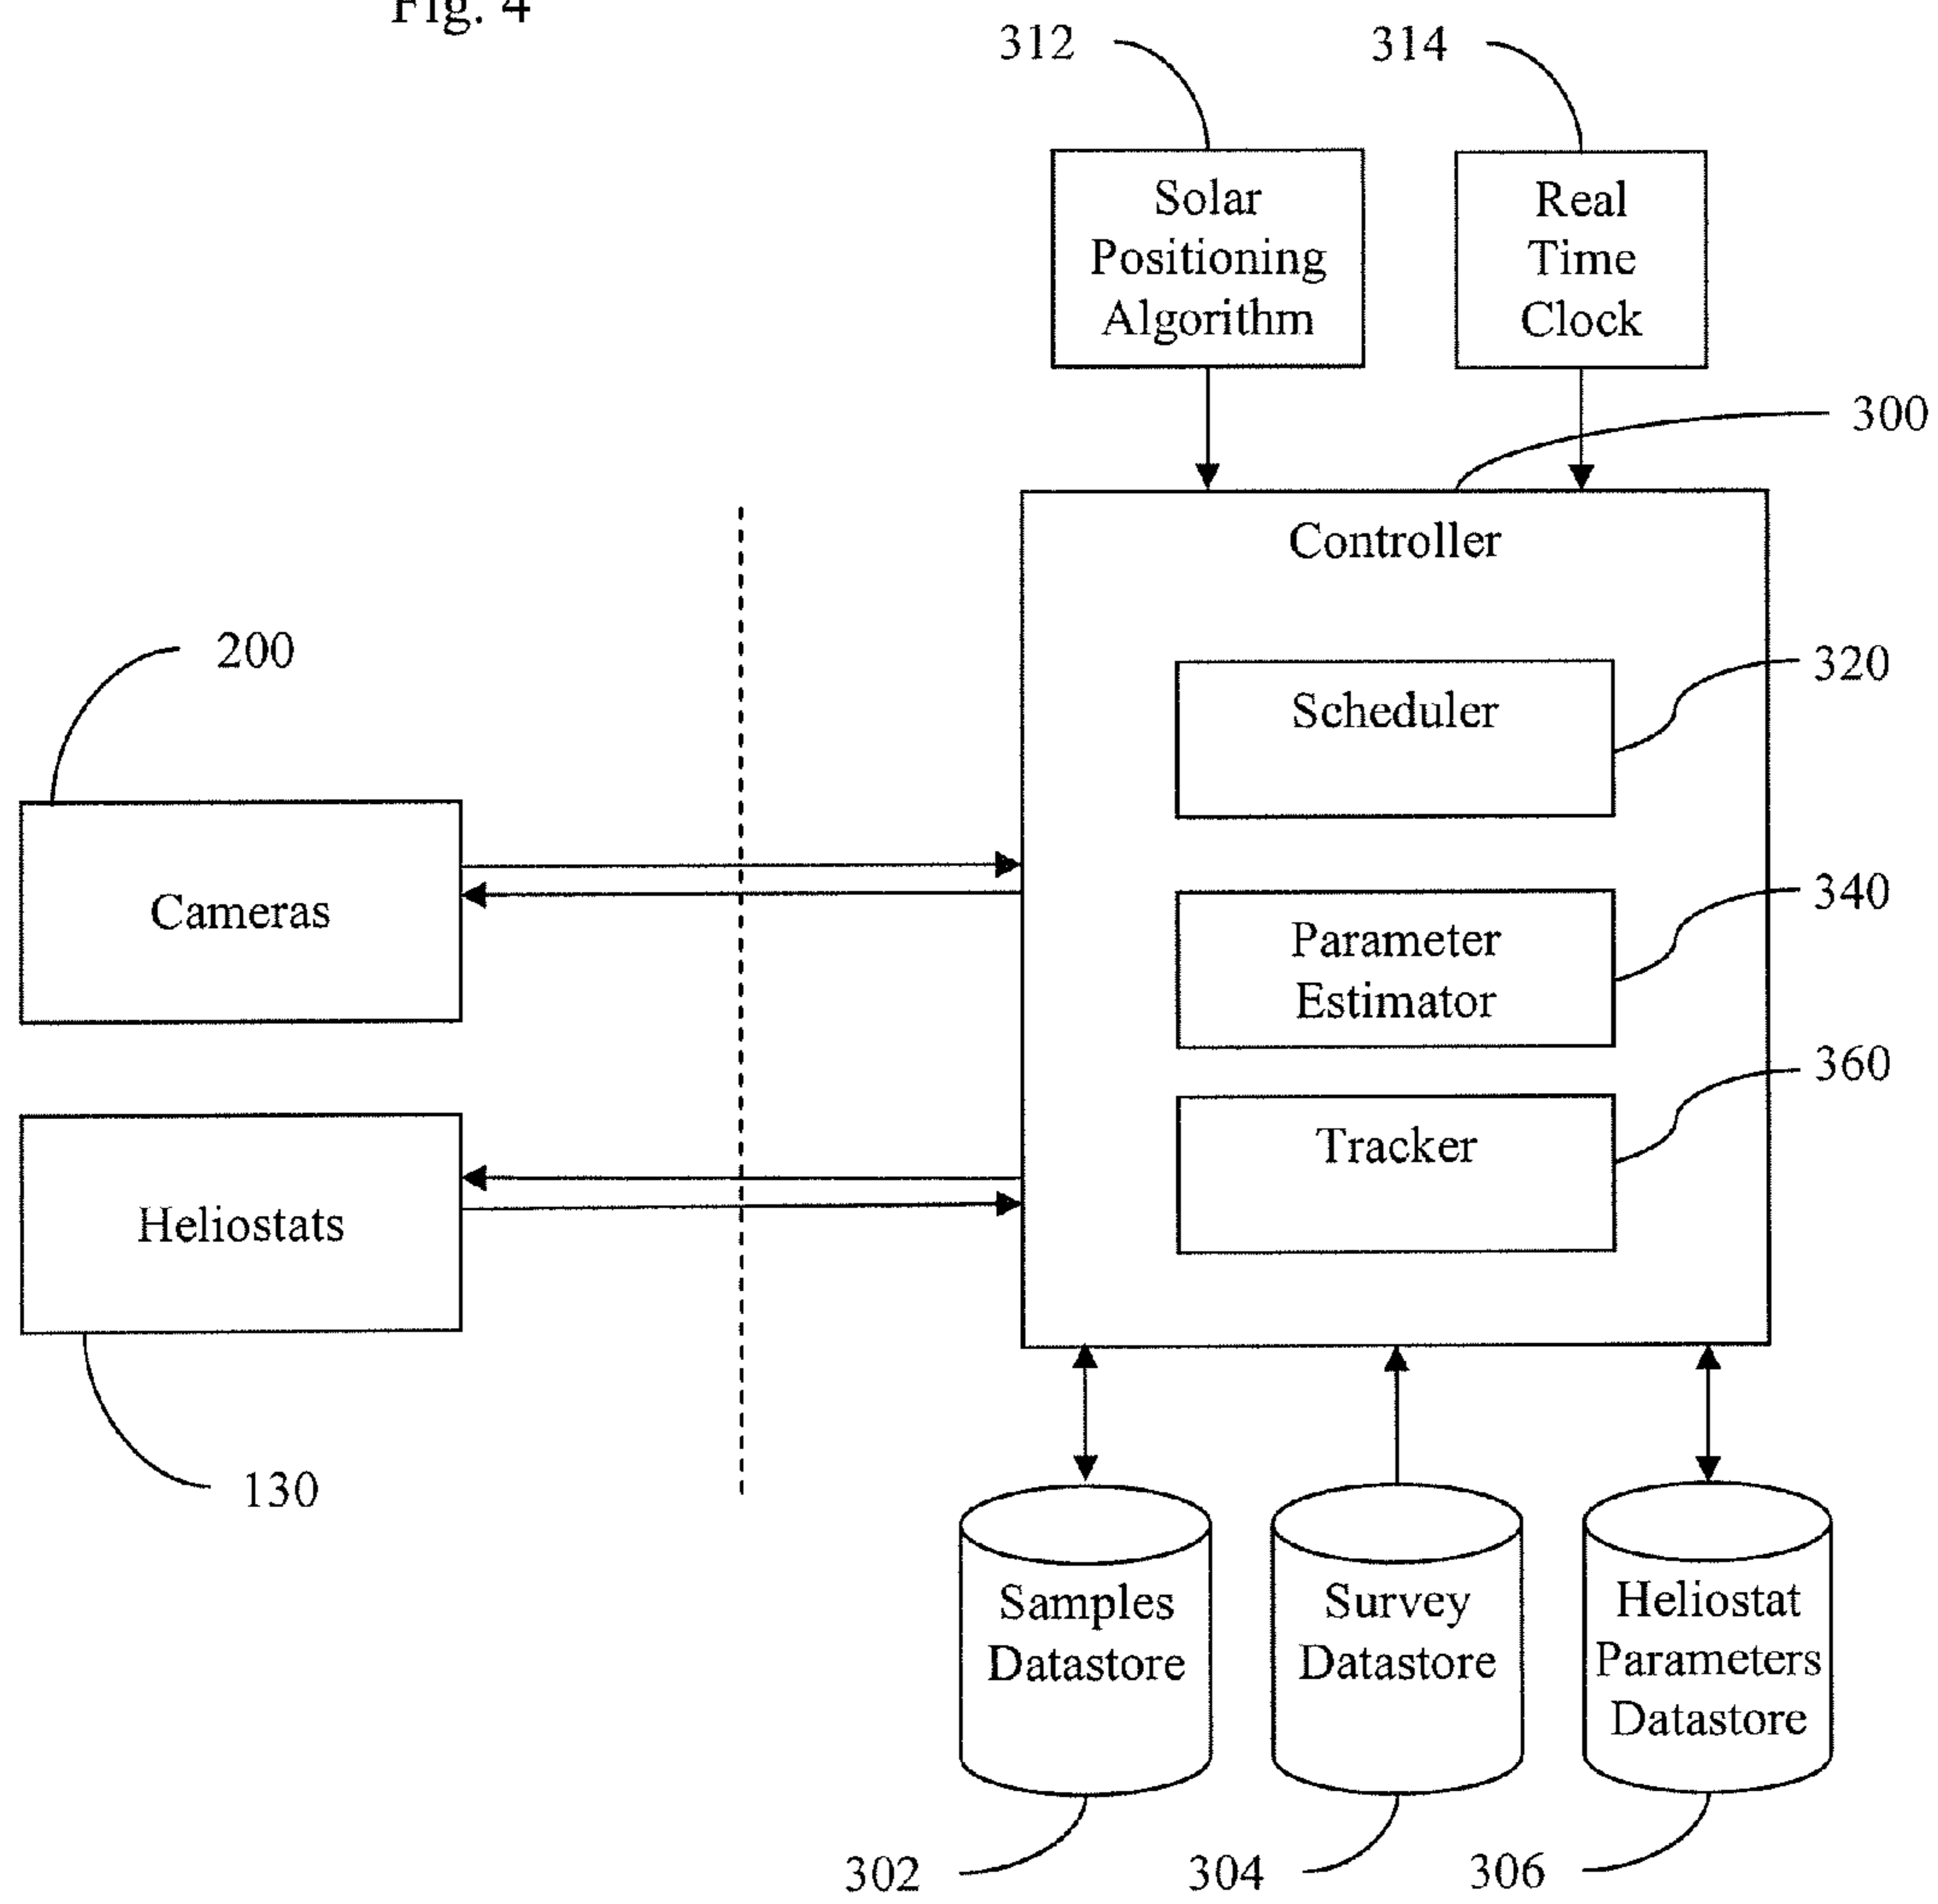 Fig. 4
312
314
Solar
Positioning
Algorithm
Real
Time
Clock
300
Controller
200
320
Scheduler
Cameras
340
Parameter
Estimator
360
Tracker
Heliostats
130
Samples
Datastore
Survey
Datastore
Heliostat
Parameters
Datastore
302
304
306